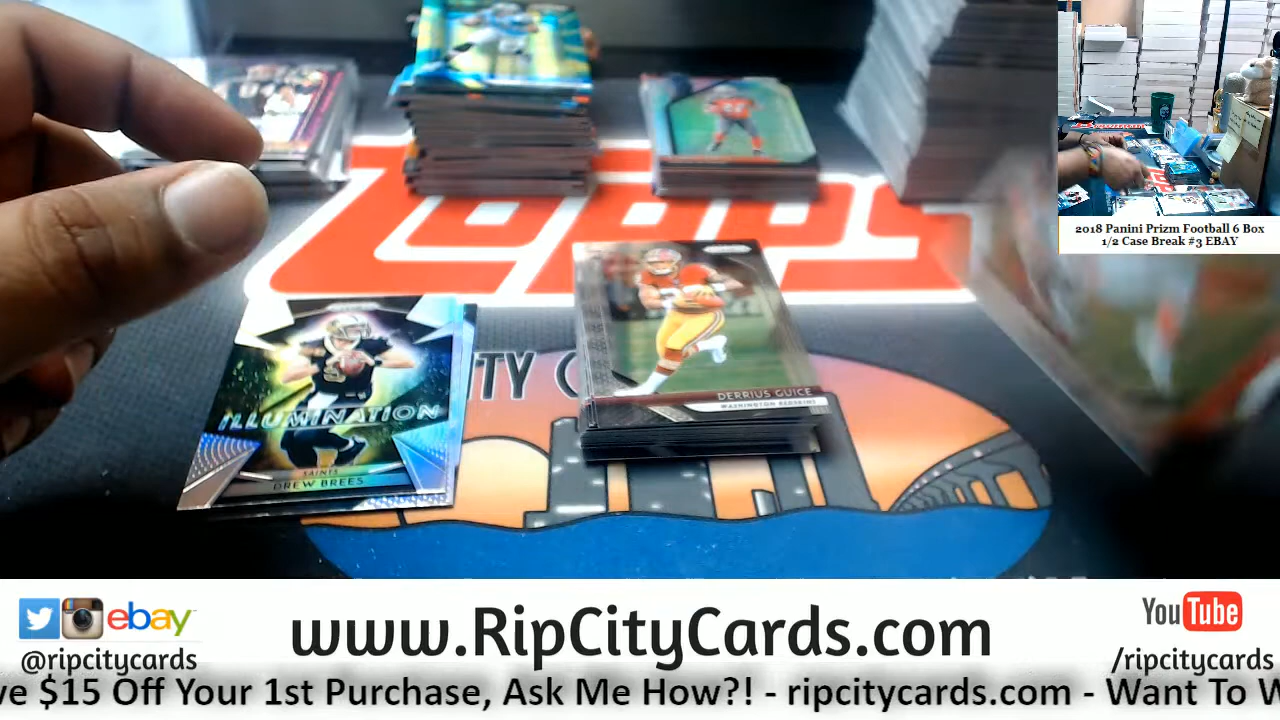 2018 Panini Prizm Football 6 Box
1/2 Case Break #3 EBAY
Topps
ITY C
DERRIUS GUICE
WASHINGTON REDSKINS
ILLUMINATION
SAINTS
DREW BREES
ebay
@ripcitycards
www.RipCityCards.com
YouTube
/ripcitycards
ve $15 Off Your 1st Purchase, Ask Me How?! - ripcitycards.com - Want To W